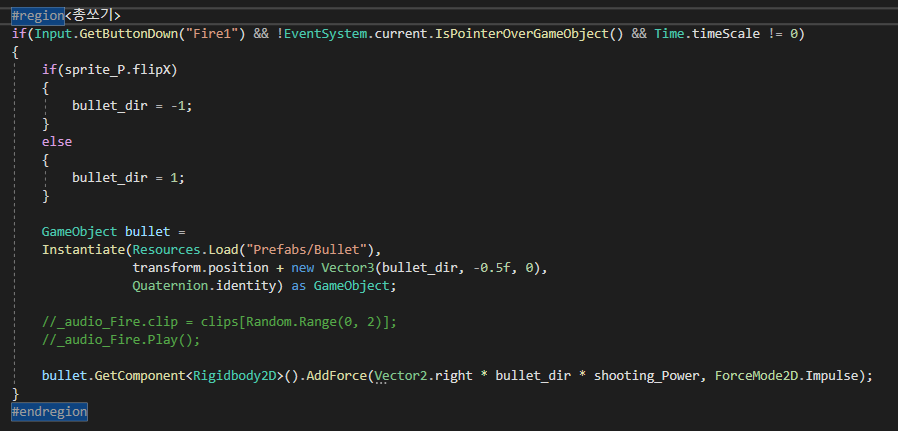 #region<총쏘기>
if(Input.GetButtonDown("Fire1") && !EventSystem.current.IsPointerOverGameObject() && Time.timeScale != 0)
{
    if(sprite_P.flipX)
    {
        bullet_dir = -1;
    }
    else
    {
        bullet_dir = 1;
    }

    GameObject bullet =
    Instantiate(Resources.Load("Prefabs/Bullet"),
                transform.position + new Vector3(bullet_dir, -0.5f, 0),
                Quaternion.identity) as GameObject;

    //_audio_Fire.clip = clips[Random.Range(0, 2)];
    //_audio_Fire.Play();

    bullet.GetComponent<Rigidbody2D>().AddForce(Vector2.right * bullet_dir * shooting_Power, ForceMode2D.Impulse);
}
#endregion